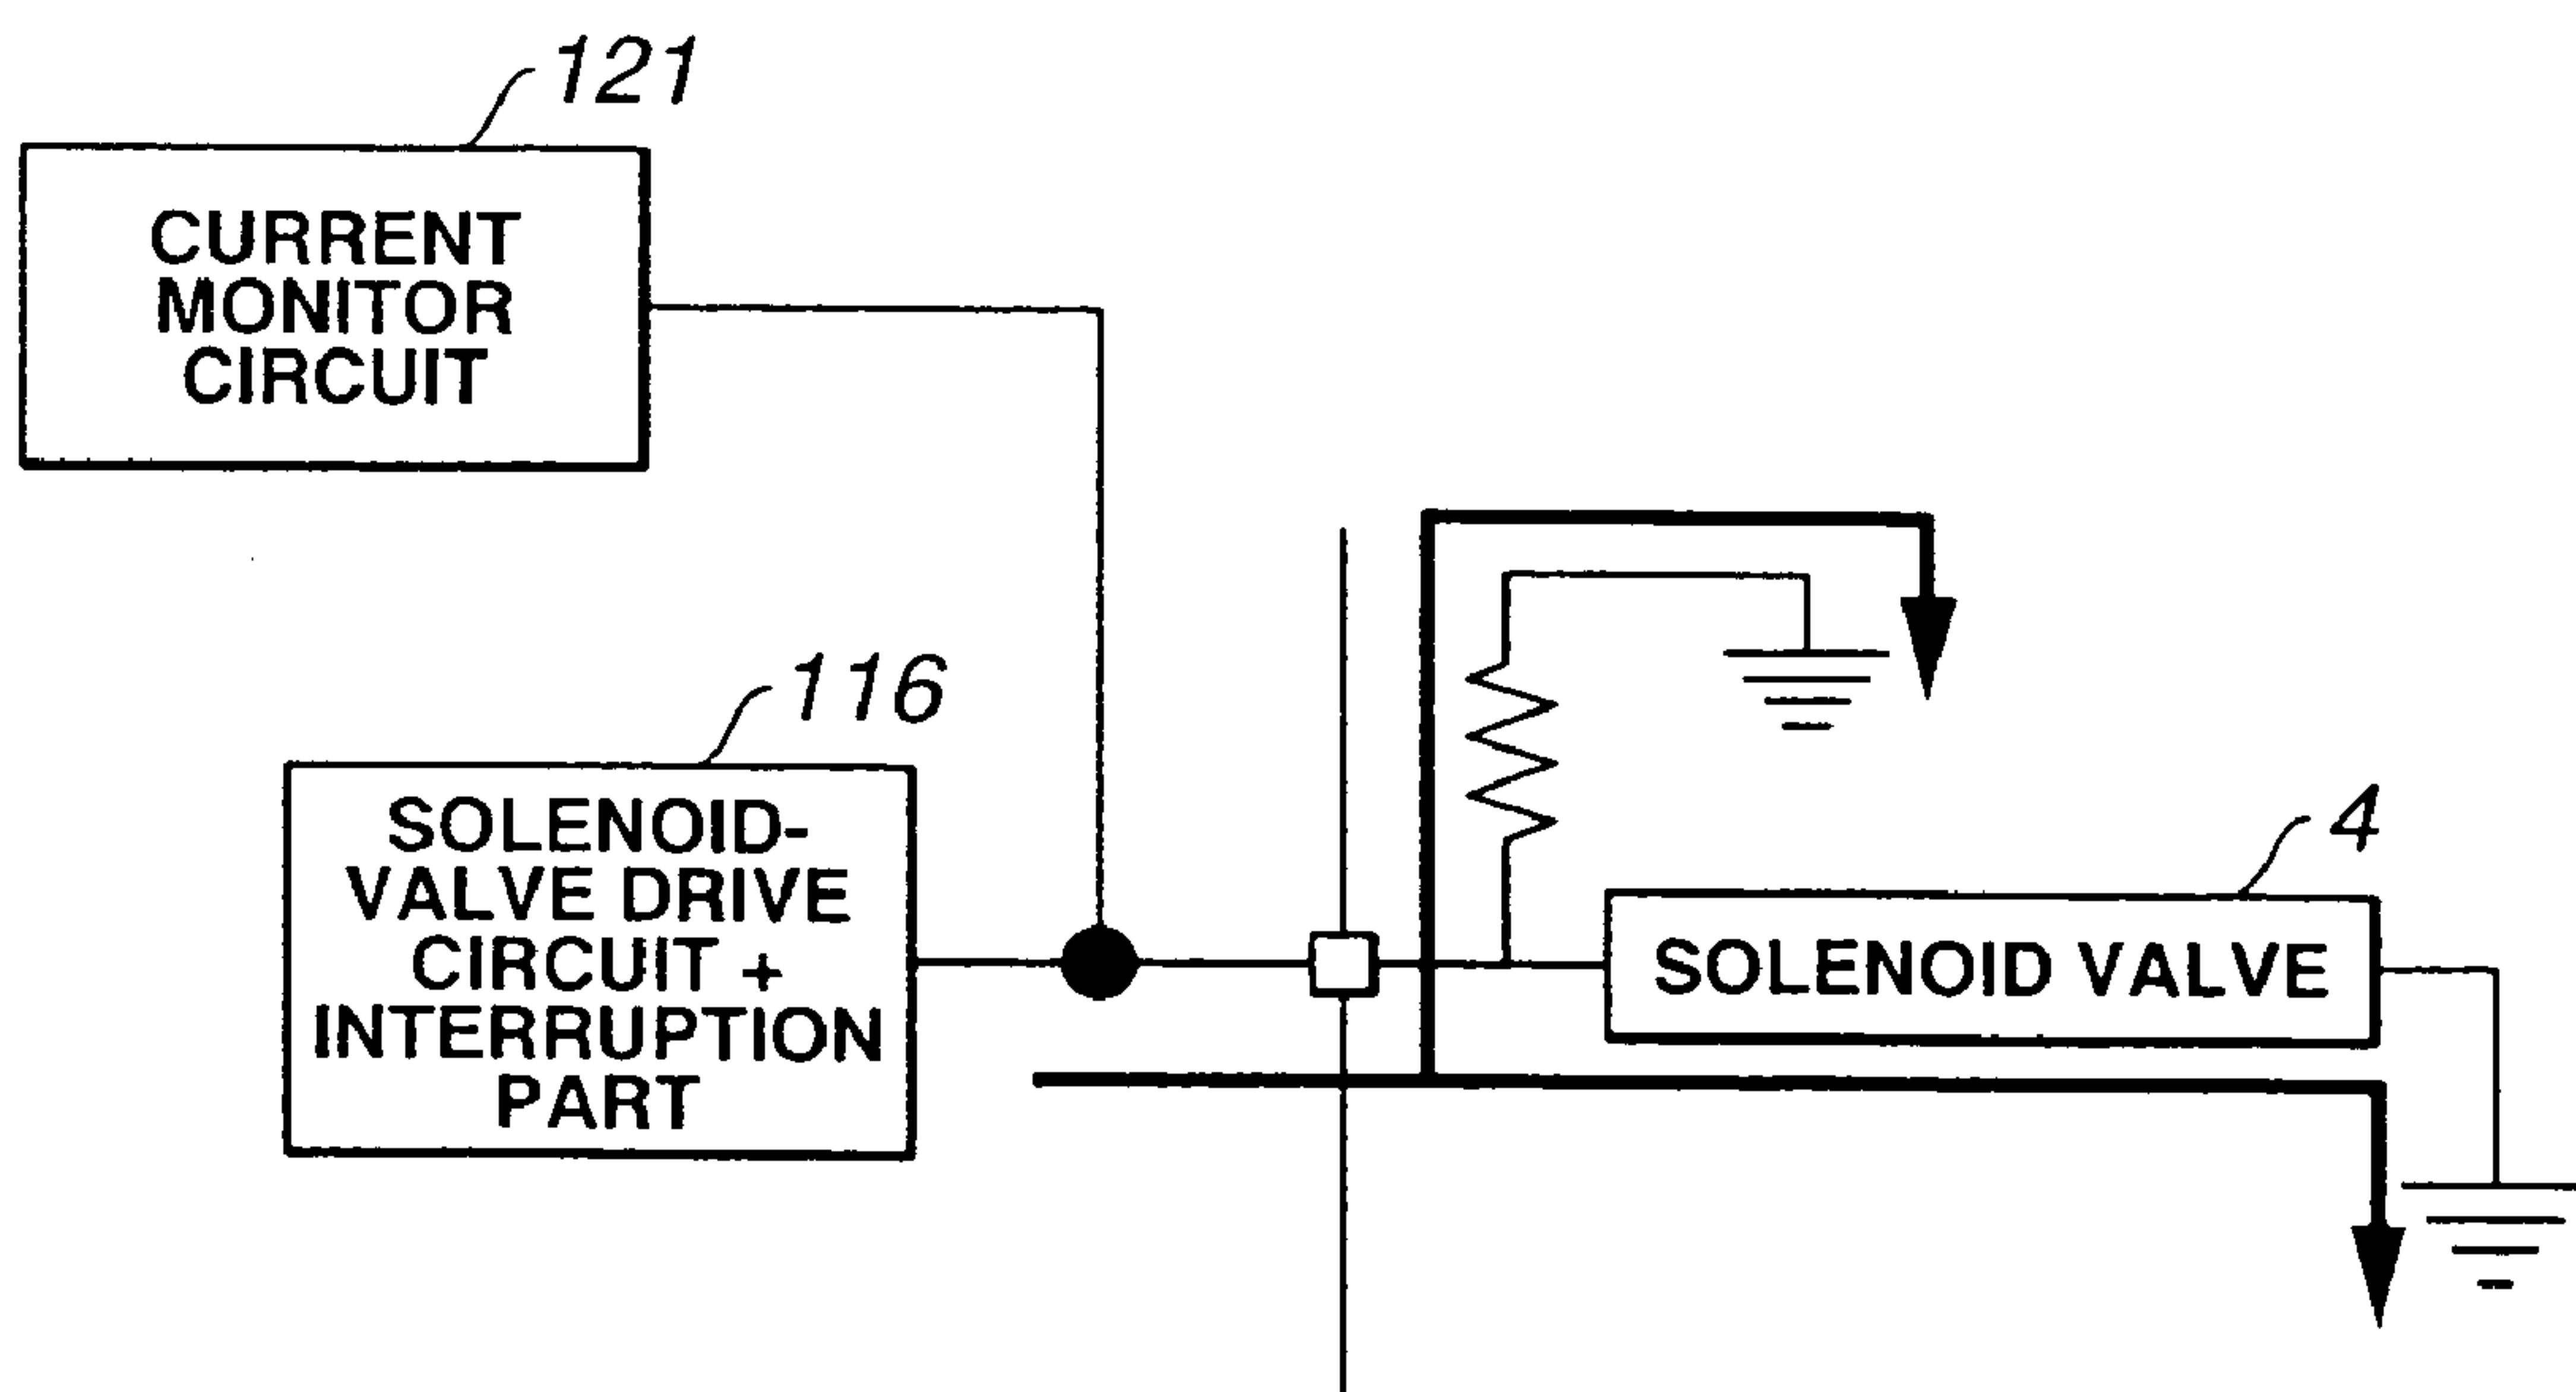 121
CURRENT
MONITOR
CIRCUIT
116
SOLENOID-
VALVE DRIVE
CIRCUIT +
INTERRUPTION
PART
4
SOLENOID VALVE